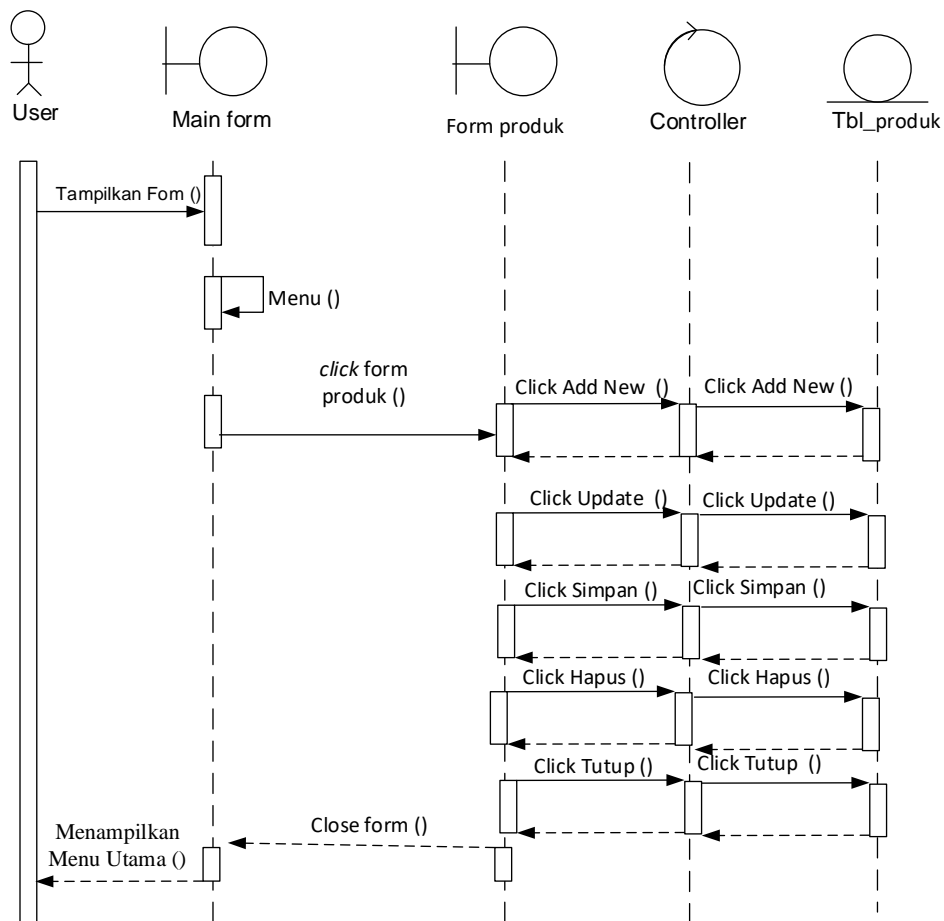 User
Main form
Form produk
Controller
Tbl_produk
Tampilkan Fom ()
Menu ()
click form
produk ()
Click Add New  ()
Click Add New ()
Click Update  ()
Click Update ()
Click Simpan ()
Click Simpan ()
Click Hapus ()
Click Hapus ()
Click Tutup ()
Click Tutup  ()
Close form ()
Menampilkan
Menu Utama ()